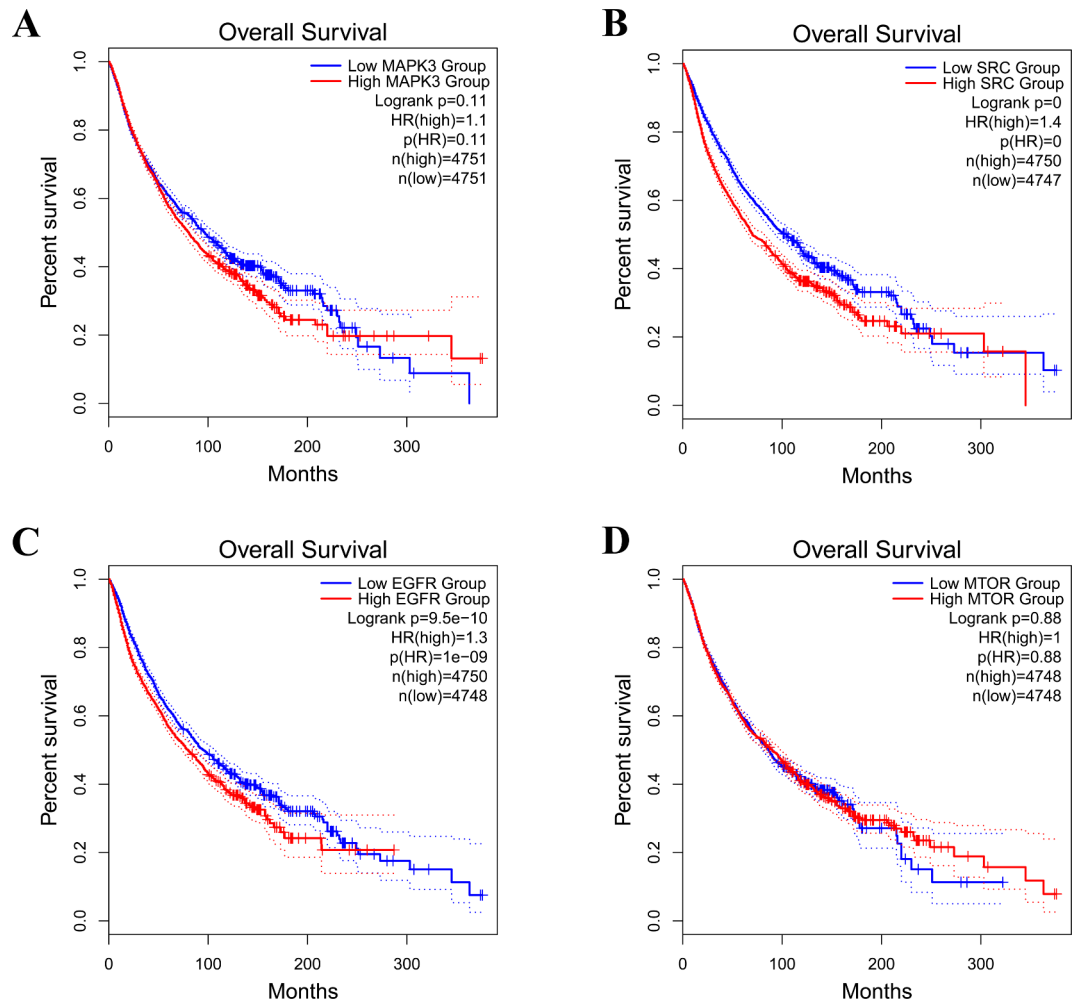 A
Overall Survival
Low MAPK3 Group
High MAPK3 Group
Logrank p=0.11
HR(high)=1.1
p(HR)=0.11
n(high)=4751
n(low)=4751
Percent survival
1.0
0.8
0.6
0.4
0.2
0.0
0 100 200 300
Months
B
Overall Survival
Low SRC Group
High SRC Group
Logrank p=0
HR(high)=1.4
p(HR)=0
n(high)=4750
n(low)=4747
Percent survival
1.0
0.8
0.6
0.4
0.2
0.0
0 100 200 300
Months
C
Overall Survival
Low EGFR Group
High EGFR Group
Logrank p=9.5e−10
HR(high)=1.3
p(HR)=1e−09
n(high)=4750
n(low)=4748
Percent survival
1.0
0.8
0.6
0.4
0.2
0.0
0 100 200 300
Months
D
Overall Survival
Low MTOR Group
High MTOR Group
Logrank p=0.88
HR(high)=1
p(HR)=0.88
n(high)=4748
n(low)=4748
Percent survival
1.0
0.8
0.6
0.4
0.2
0.0
0 100 200 300
Months